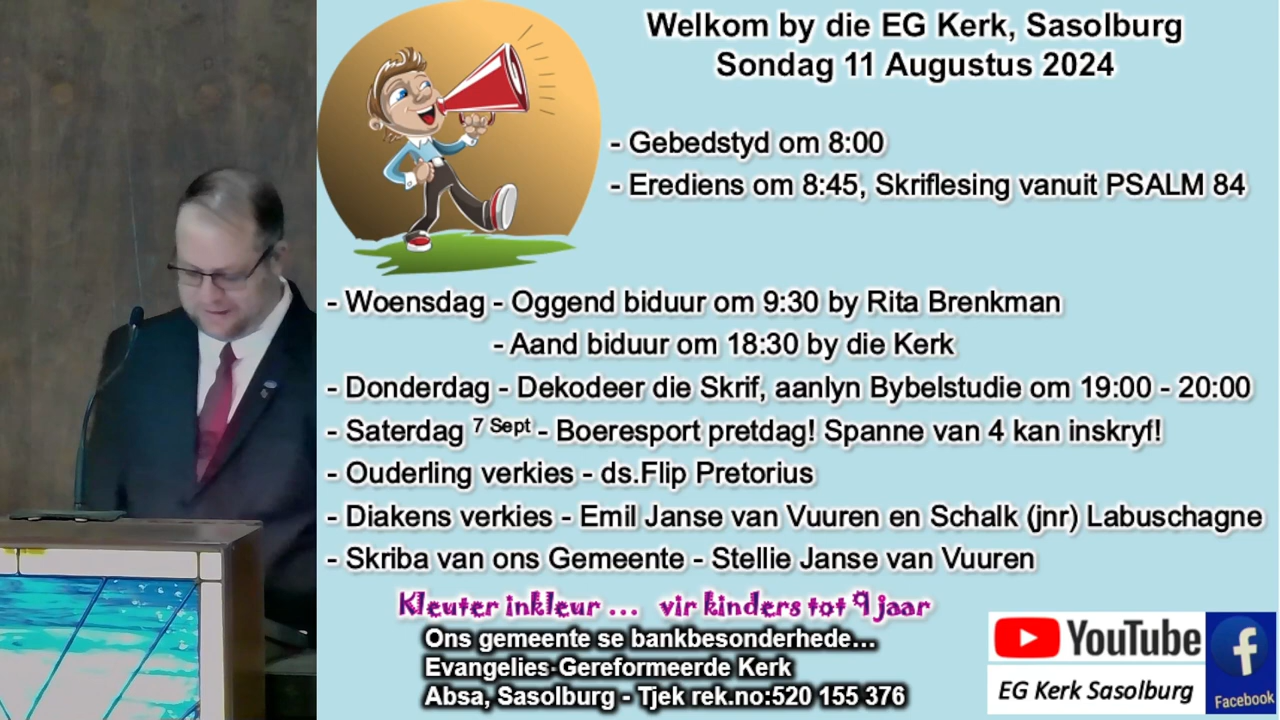 Welkom by die EG Kerk, Sasolburg
Sondag 11 Augustus 2024
- Gebedstyd om 8:00
- Erediens om 8:45, Skriflesing vanuit PSALM 84
- Woensdag - Oggend biduur om 9:30 by Rita Brenkman
- Aand biduur om 18:30 by die Kerk
- Donderdag - Dekodeer die Skrif, aanlyn Bybelstudie om 19:00 - 20:00
- Saterdag 7 Sept - Boeresport pretdag! Spanne van 4 kan inskryf!
- Ouderling verkies - ds.Flip Pretorius
- Diakens verkies - Emil Janse van Vuuren en Schalk (jnr) Labuschagne
- Skriba van ons Gemeente - Stellie Janse van Vuuren
Kleuter inkleur ... vir kinders tot 9 jaar
Ons gemeente se bankbesonderhede...
Evangelies-Gereformeerde Kerk
Absa, Sasolburg - Tjek rek.no:520 155 376
YouTube
EG Kerk Sasolburg
Facebook